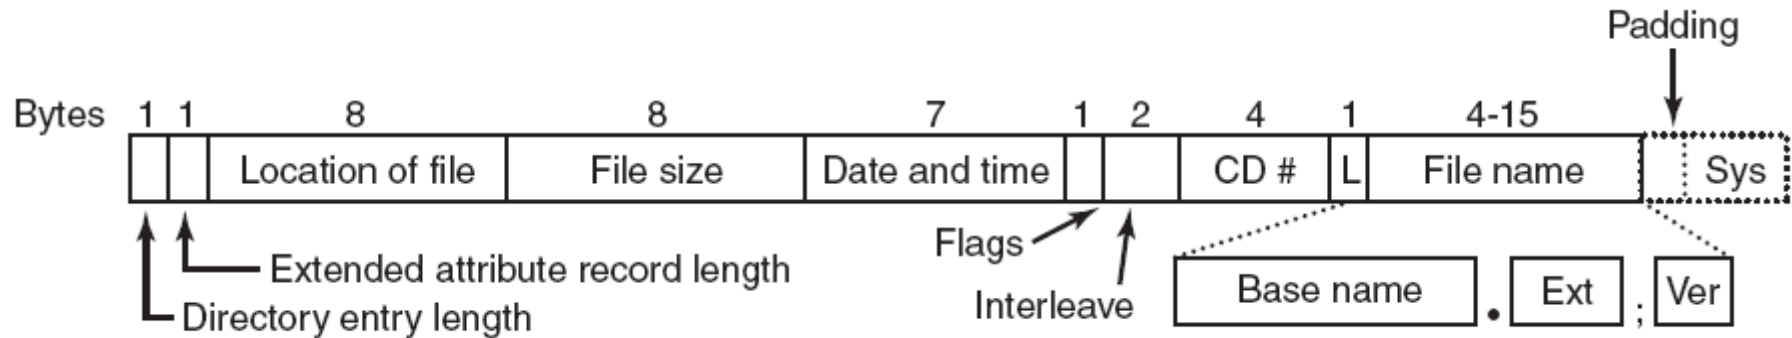 Padding
Bytes 1 1 8 8 7 1 2 4 1 4-15
Location of file File size Date and time CD # L File name Sys
Flags
Extended attribute record length
Interleave
Base name . Ext ; Ver
Directory entry length